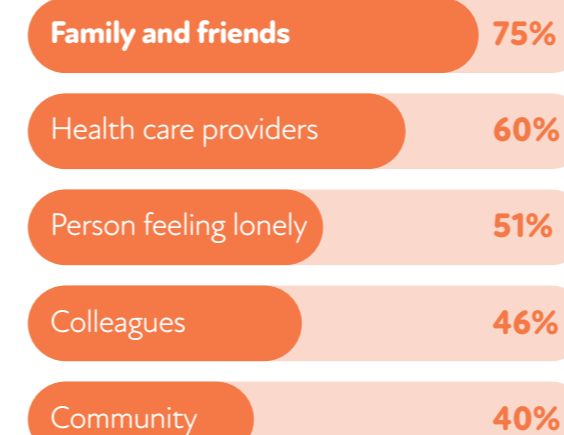 Family and friends 75%
Health care providers 60%
Person feeling lonely 51%
Colleagues 46%
Community 40%